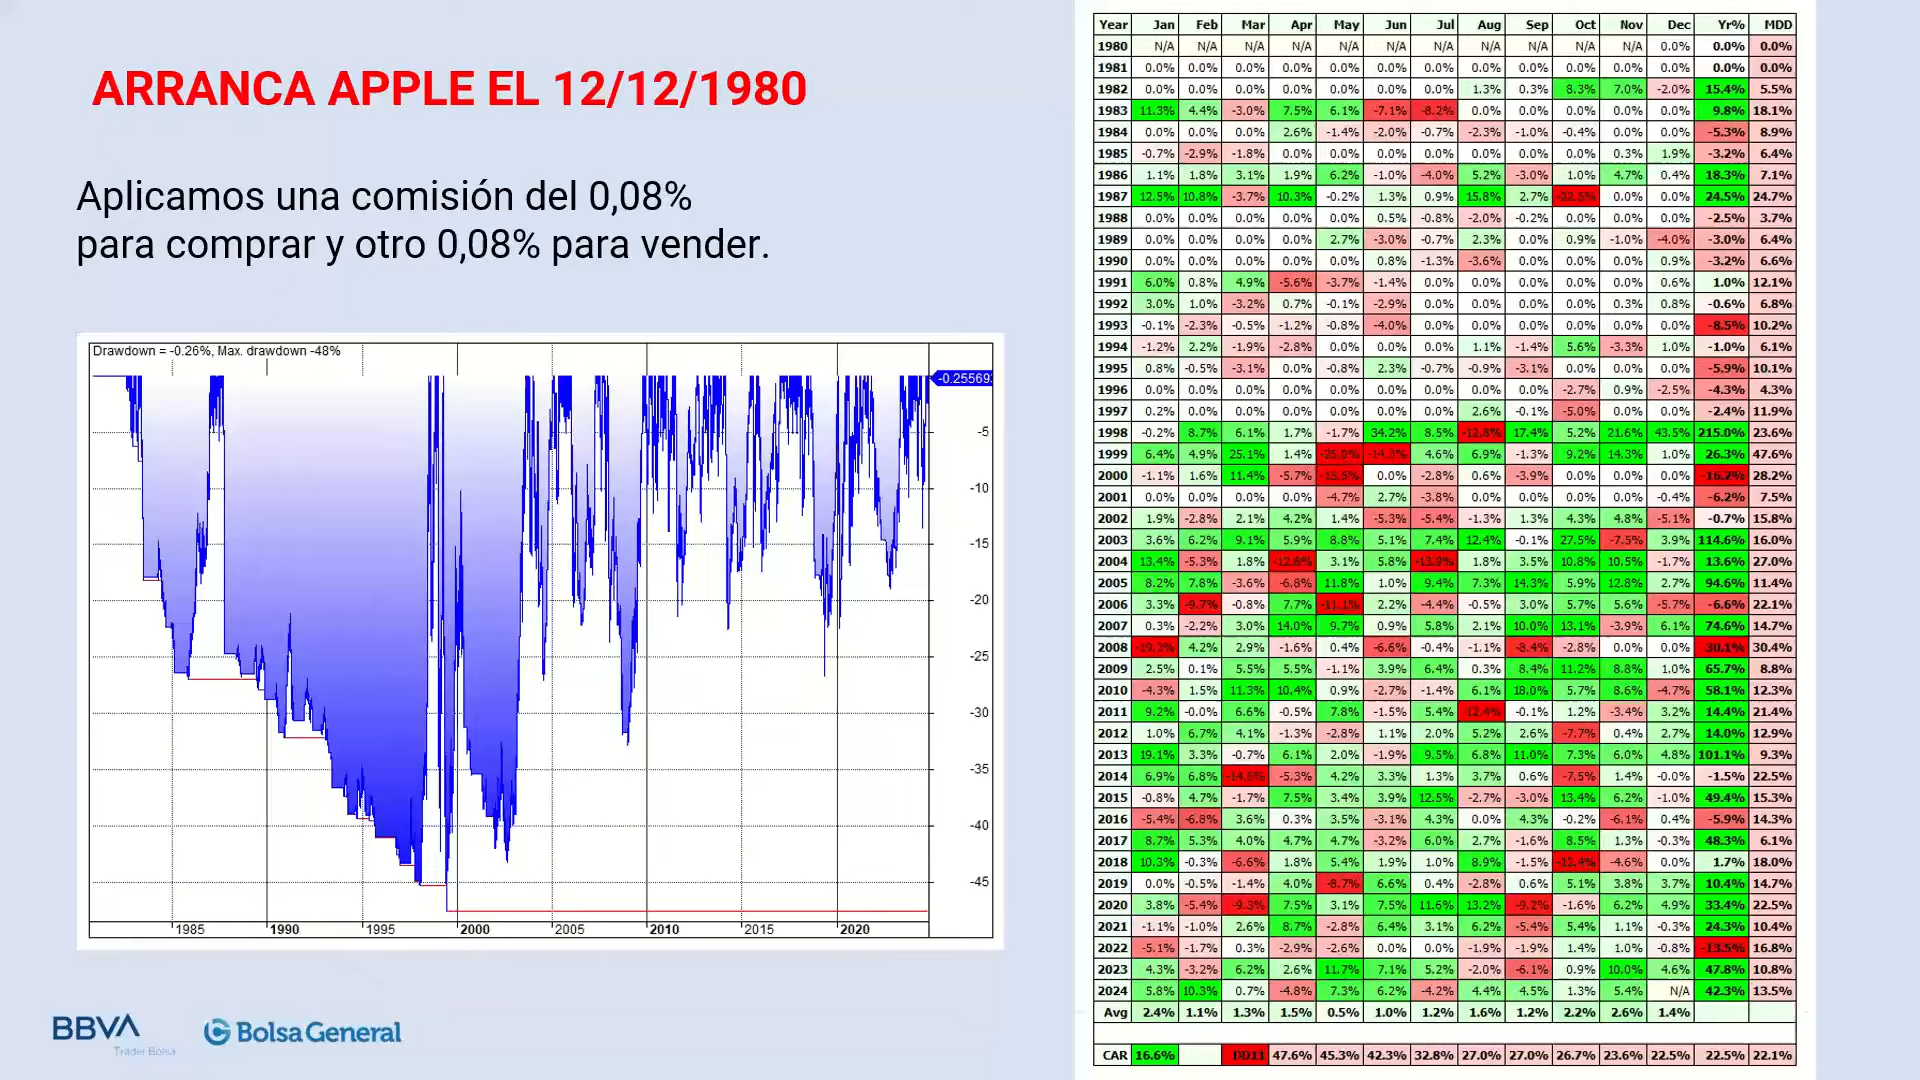 ARRANCA APPLE EL 12/12/1980
Aplicamos una comisión del 0,08%
para comprar y otro 0,08% para vender.
Drawdown = -0.26%, Max. drawdown -48%
-0.25569
-5
-10
-15
-20
-25
-30
-35
-40
-45
1985 1990 1995 2000 2005 2010 2015 2020
BBVA
Trader Bolsa
Bolsa General
Year Jan Feb Mar Apr May Jun Jul Aug Sep Oct Nov Dec Yr% MDD
1980 N/A N/A N/A N/A N/A N/A N/A N/A N/A N/A N/A 0.0% 0.0% 0.0%
1981 0.0% 0.0% 0.0% 0.0% 0.0% 0.0% 0.0% 0.0% 0.0% 0.0% 0.0% 0.0% 0.0% 0.0%
1982 0.0% 0.0% 0.0% 0.0% 0.0% 0.0% 0.0% 1.3% 0.3% 8.3% 7.0% -2.0% 15.4% 5.5%
1983 11.3% 4.4% -3.0% 7.5% 6.1% -7.1% -8.2% 0.0% 0.0% 0.0% 0.0% 0.0% 9.8% 18.1%
1984 0.0% 0.0% 0.0% 2.6% -1.4% -2.0% -0.7% -2.3% -1.0% -0.4% 0.0% 0.0% -5.3% 8.9%
1985 -0.7% -2.9% -1.8% 0.0% 0.0% 0.0% 0.0% 0.0% 0.0% 0.0% 0.3% 1.9% -3.2% 6.4%
1986 1.1% 1.8% 3.1% 1.9% 6.2% -1.0% -4.0% 5.2% -3.0% 1.0% 4.7% 0.4% 18.3% 7.1%
1987 12.5% 10.8% -3.7% 10.3% -0.2% 1.3% 0.9% 15.8% 2.7% -22.5% 0.0% 0.0% 24.5% 24.7%
1988 0.0% 0.0% 0.0% 0.0% 0.0% 0.5% -0.8% -2.0% -0.2% 0.0% 0.0% 0.0% -2.5% 3.7%
1989 0.0% 0.0% 0.0% 0.0% 2.7% -3.0% -0.7% 2.3% 0.0% 0.9% -1.0% -4.0% -3.0% 6.4%
1990 0.0% 0.0% 0.0% 0.0% 0.0% 0.8% -1.3% -3.6% 0.0% 0.0% 0.0% 0.9% -3.2% 6.6%
1991 6.0% 0.8% 4.9% -5.6% -3.7% -1.4% 0.0% 0.0% 0.0% 0.0% 0.0% 0.6% 1.0% 12.1%
1992 3.0% 1.0% -3.2% 0.7% -0.1% -2.9% 0.0% 0.0% 0.0% 0.0% 0.3% 0.8% -0.6% 6.8%
1993 -0.1% -2.3% -0.5% -1.2% -0.8% -4.0% 0.0% 0.0% 0.0% 0.0% 0.0% 0.0% -8.5% 10.2%
1994 -1.2% 2.2% -1.9% -2.8% 0.0% 0.0% 0.0% 1.1% -1.4% 5.6% -3.3% 1.0% -1.0% 6.1%
1995 0.8% -0.5% -3.1% 0.0% -0.8% 2.3% -0.7% -0.9% -3.1% 0.0% 0.0% 0.0% -5.9% 10.1%
1996 0.0% 0.0% 0.0% 0.0% 0.0% 0.0% 0.0% 0.0% 0.0% -2.7% 0.9% -2.5% -4.3% 4.3%
1997 0.2% 0.0% 0.0% 0.0% 0.0% 0.0% 0.0% 2.6% -0.1% -5.0% 0.0% 0.0% -2.4% 11.9%
1998 -0.2% 8.7% 6.1% 1.7% -1.7% 34.2% 8.5% -12.8% 17.4% 5.2% 21.6% 43.5% 215.0% 23.6%
1999 6.4% 4.9% 25.1% 1.4% -25.0% -14.3% 4.6% 6.9% -1.3% 9.2% 14.3% 1.0% 26.3% 47.6%
2000 -1.1% 1.6% 11.4% -5.7% -15.5% 0.0% -2.8% 0.6% -3.9% 0.0% 0.0% 0.0% -16.2% 28.2%
2001 0.0% 0.0% 0.0% 0.0% -4.7% 2.7% -3.8% 0.0% 0.0% 0.0% 0.0% -0.4% -6.2% 7.5%
2002 1.9% -2.8% 2.1% 4.2% 1.4% -5.3% -5.4% -1.3% 1.3% 4.3% 4.8% -5.1% -0.7% 15.8%
2003 3.6% 6.2% 9.1% 5.9% 8.8% 5.1% 7.4% 12.4% -0.1% 27.5% -7.5% 3.9% 114.6% 16.0%
2004 13.4% -5.3% 1.8% -12.6% 3.1% 5.8% -13.9% 1.8% 3.5% 10.8% 10.5% -1.7% 13.6% 27.0%
2005 8.2% 7.8% -3.6% -6.8% 11.8% 1.0% 9.4% 7.3% 14.3% 5.9% 12.8% 2.7% 94.6% 11.4%
2006 3.3% -9.7% -0.8% 7.7% -11.1% 2.2% -4.4% -0.5% 3.0% 5.7% 5.6% -5.7% -6.6% 22.1%
2007 0.3% -2.2% 3.0% 14.0% 9.7% 0.9% 5.8% 2.1% 10.0% 13.1% -3.9% 6.1% 74.6% 14.7%
2008 -19.3% 4.2% 2.9% -1.6% 0.4% -6.6% -0.4% -1.1% -8.4% -2.8% 0.0% 0.0% -30.1% 30.4%
2009 2.5% 0.1% 5.5% 5.5% -1.1% 3.9% 6.4% 0.3% 8.4% 11.2% 8.8% 1.0% 65.7% 8.8%
2010 -4.3% 1.5% 11.3% 10.4% 0.9% -2.7% -1.4% 6.1% 18.0% 5.7% 8.6% -4.7% 58.1% 12.3%
2011 9.2% -0.0% 6.6% -0.5% 7.8% -1.5% 5.4% -12.4% -0.1% 1.2% -3.4% 3.2% 14.4% 21.4%
2012 1.0% 6.7% 4.1% -1.3% -2.8% 1.1% 2.0% 5.2% 2.6% -7.7% 0.4% 2.7% 14.0% 12.9%
2013 19.1% 3.3% -0.7% 6.1% 2.0% -1.9% 9.5% 6.8% 11.0% 7.3% 6.0% 4.8% 101.1% 9.3%
2014 6.9% 6.8% -14.6% -5.3% 4.2% 3.3% 1.3% 3.7% 0.6% -7.5% 1.4% -0.0% -1.5% 22.5%
2015 -0.8% 4.7% -1.7% 7.5% 3.4% 3.9% 12.5% -2.7% -3.0% 13.4% 6.2% -1.0% 49.4% 15.3%
2016 -5.4% -6.8% 3.6% 0.3% 3.5% -3.1% 4.3% 0.0% 4.3% -0.2% -6.1% 0.4% -5.9% 14.3%
2017 8.7% 5.3% 4.0% 4.7% 4.7% -3.2% 6.0% 2.7% -1.6% 8.5% 1.3% -0.3% 48.3% 6.1%
2018 10.3% -0.3% -6.6% 1.8% 5.4% 1.9% 1.0% 8.9% -1.5% -12.4% -4.6% 0.0% 1.7% 18.0%
2019 0.0% -0.5% -1.4% 4.0% -8.7% 6.6% 0.4% -2.8% 0.6% 5.1% 3.8% 3.7% 10.4% 14.7%
2020 3.8% -5.4% -9.3% 7.5% 3.1% 7.5% 11.6% 13.2% -9.2% -1.6% 6.2% 4.9% 33.4% 22.5%
2021 -1.1% -1.0% 2.6% 8.7% -2.8% 6.4% 3.1% 6.2% -5.4% 5.4% 1.1% -0.3% 24.3% 10.4%
2022 -5.1% -1.7% 0.3% -2.9% -2.6% 0.0% 0.0% -1.9% -1.9% 1.4% 1.0% -0.8% -13.5% 16.8%
2023 4.3% -3.2% 6.2% 2.6% 11.7% 7.1% 5.2% -2.0% -6.1% 0.9% 10.0% 4.6% 47.8% 10.8%
2024 5.8% 10.3% 0.7% -4.8% 7.3% 6.2% -4.2% 4.4% 4.5% 1.3% 5.4% N/A 42.3% 13.5%
Avg 2.4% 1.1% 1.3% 1.5% 0.5% 1.0% 1.2% 1.6% 1.2% 2.2% 2.6% 1.4%
CAR 16.6% DD11 47.6% 45.3% 42.3% 32.8% 27.0% 27.0% 26.7% 23.6% 22.5% 22.5% 22.1%